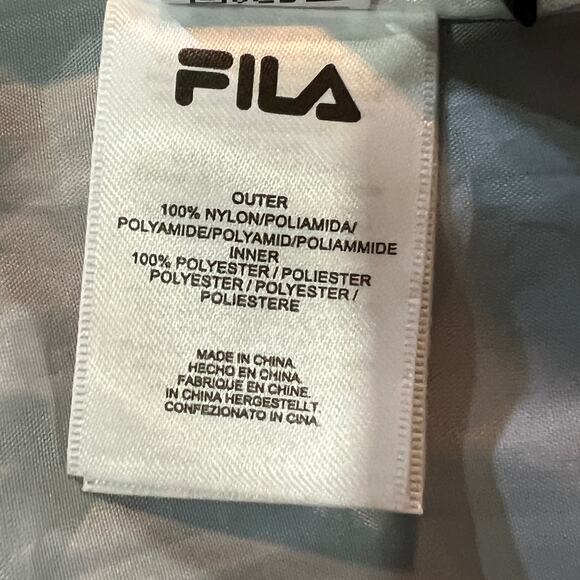 FILA
OUTER
100% NYLON/POLIAMIDA/
POLYAMIDE/POLYAMID/POLIAMMIDE
INNER
100% POLYESTER / POLIESTER
POLYESTER / POLYESTER /
POLIESTERE
MADE IN CHINA.
HECHO EN CHINA.
FABRIQUE EN CHINE.
IN CHINA HERGESTELLT.
CONFEZIONATO IN CINA.